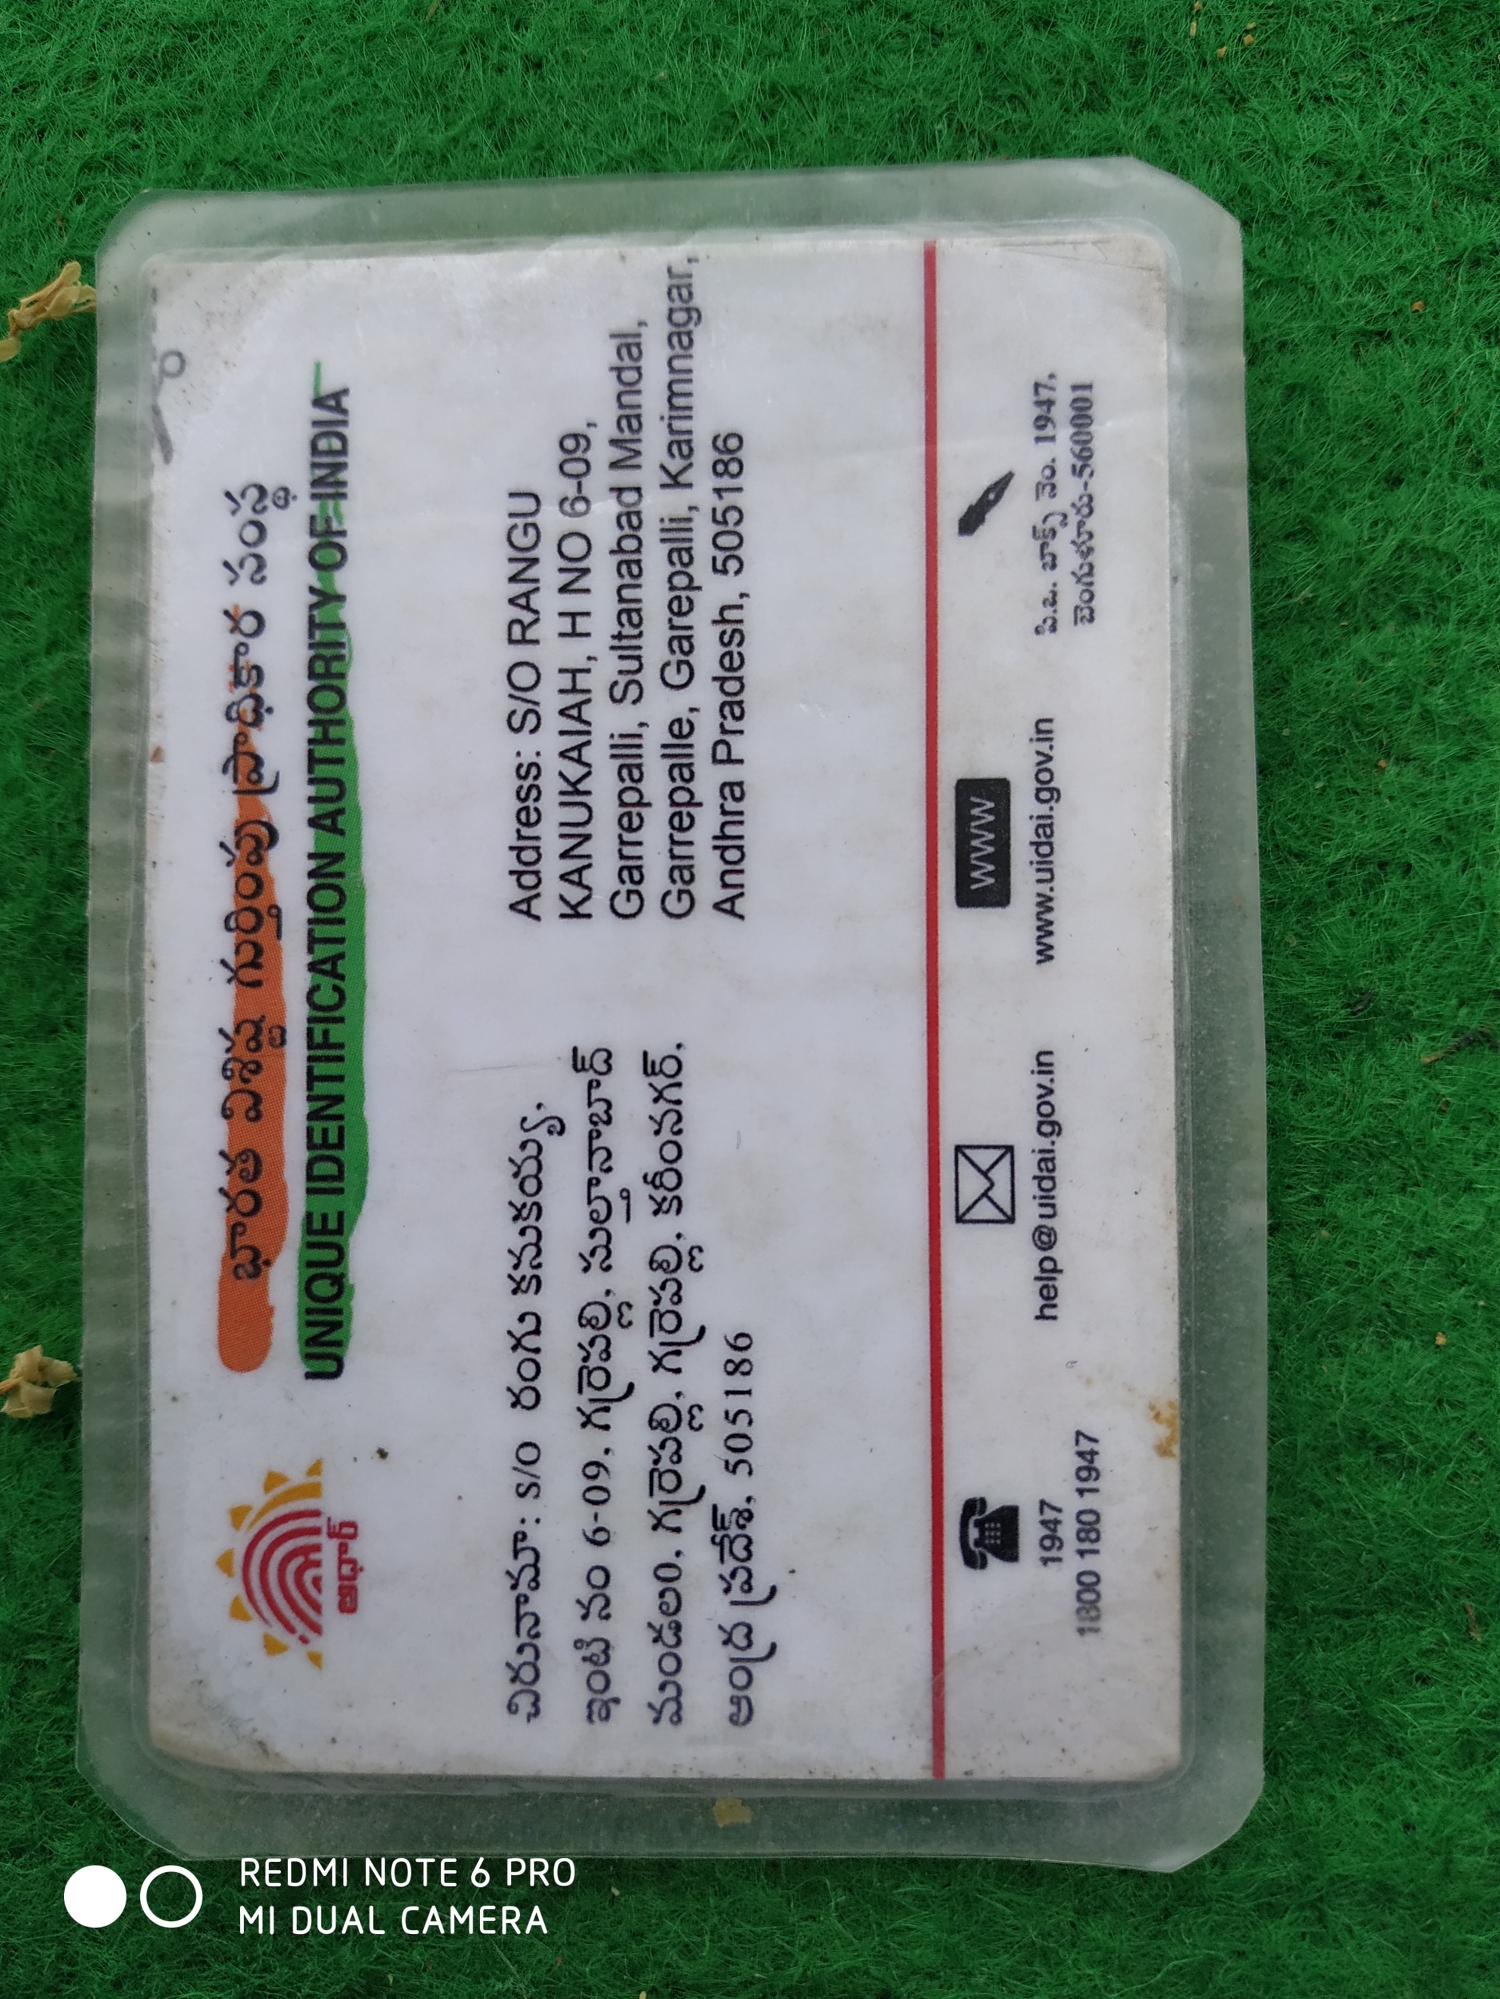 భారత విశిష్ట గుర్తింపు ప్రాధికార సంస్థ
UNIQUE IDENTIFICATION AUTHORITY OF INDIA
ఆధార్
చిరునామా: S/O రంగు కనుకయ్య,
ఇంటి నం 6-09, గర్రెపల్లి, సుల్తానాబాద్
మండలం, గర్రెపల్లి, గర్రెపల్లి, కరీంనగర్,
ఆంధ్ర ప్రదేశ్, 505186
Address: S/O RANGU
KANUKAIAH, H NO 6-09,
Garrepalli, Sultanabad Mandal,
Garrepalle, Garepalli, Karimnagar,
Andhra Pradesh, 505186
1947
1800 180 1947
help@uidai.gov.in
WWW
www.uidai.gov.in
పి.బి. బాక్స్ నెం. 1947,
బెంగుళూరు-560001
REDMI NOTE 6 PRO
MI DUAL CAMERA